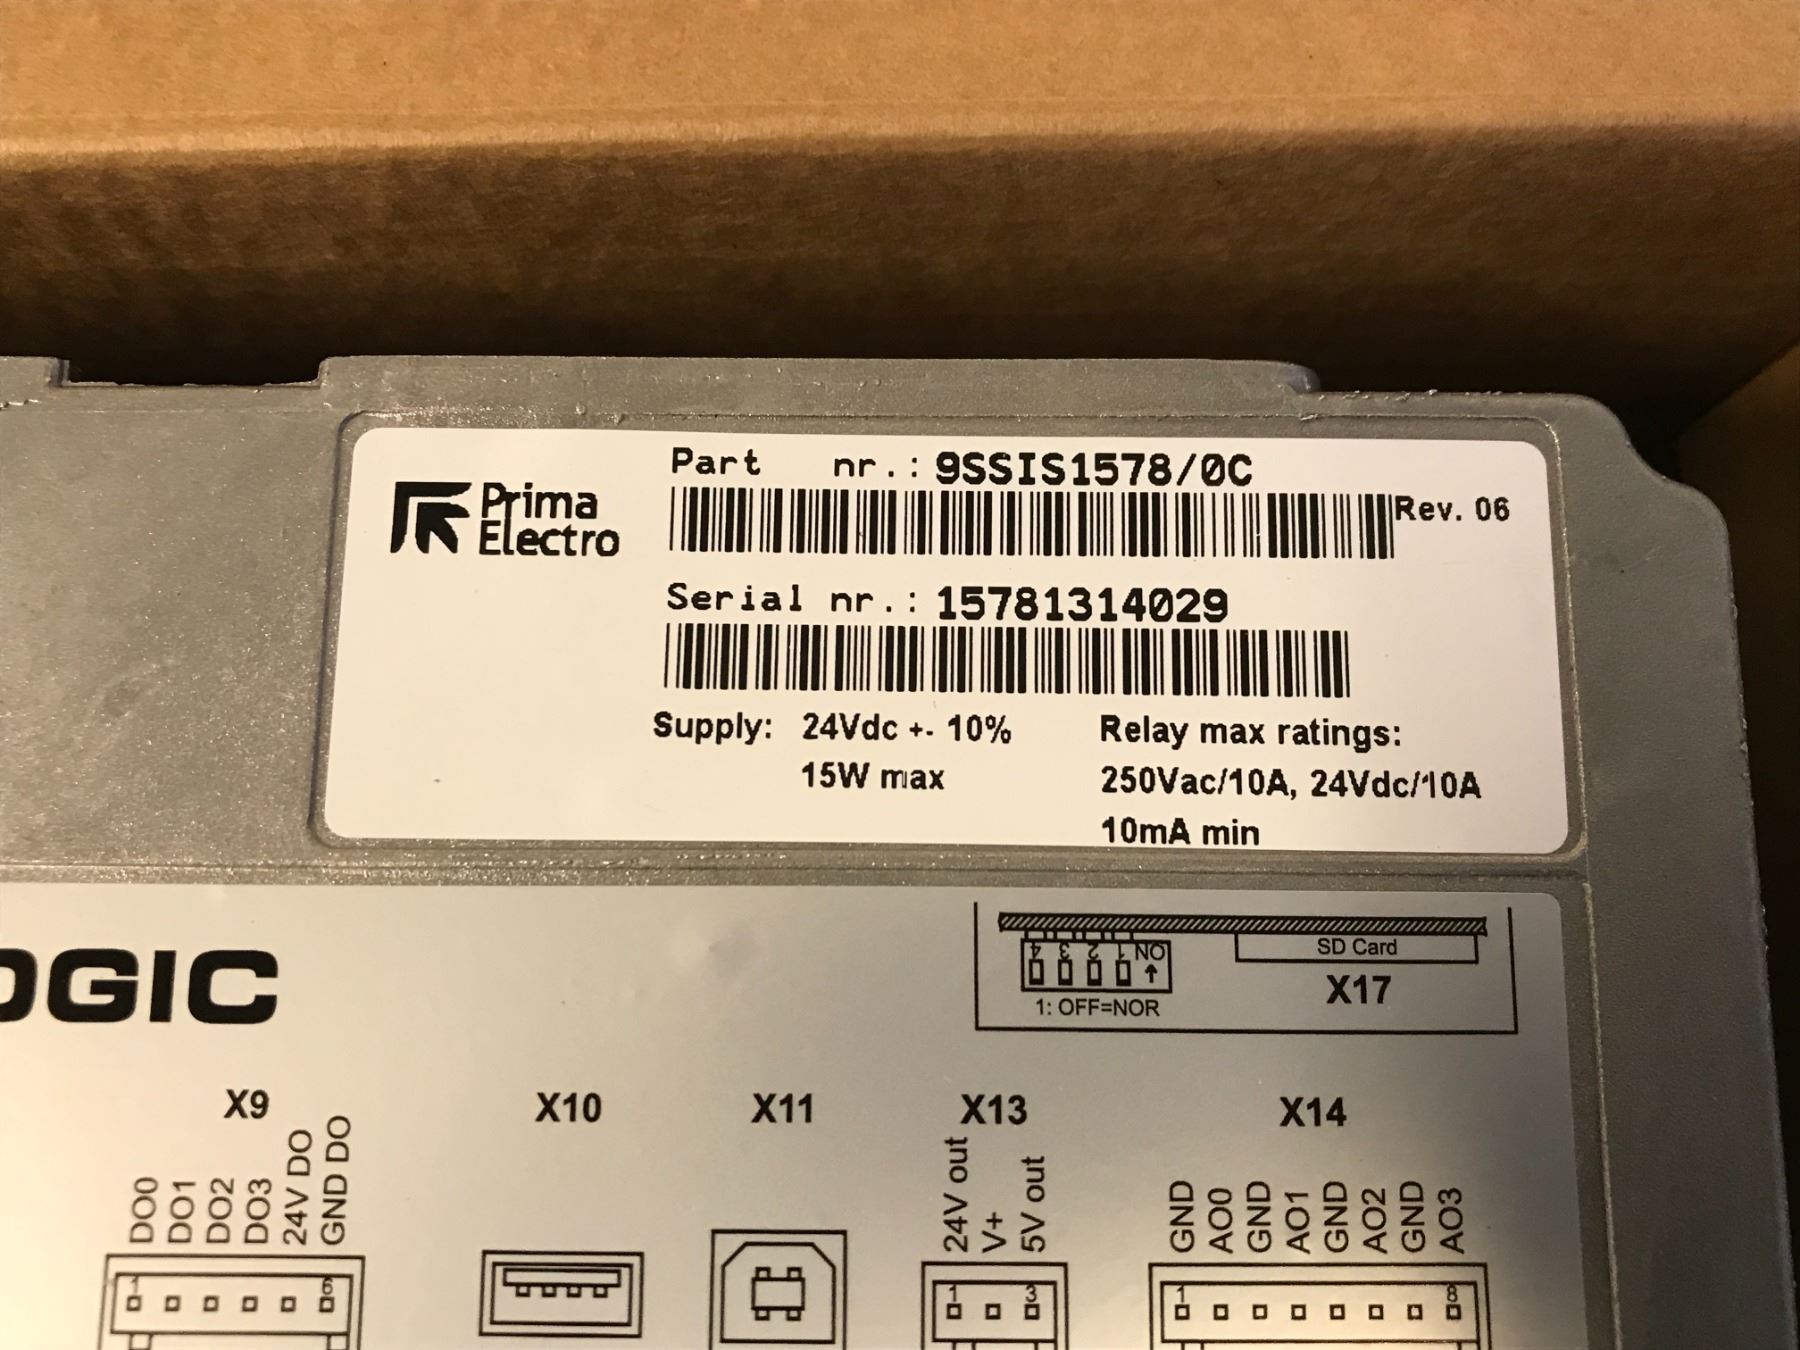 Part nr.: 9SSIS1578/0C
Prima
Electro
Rev. 06
Serial nr.: 15781314029
Supply: 24Vdc +- 10%
15W max
Relay max ratings:
250Vac/10A, 24Vdc/10A
10mA min
OGIC
4 3 2 1 ON
SD Card
1: OFF=NOR
X17
X9
X10
X11
X13
X14
DO0
DO1
DO2
DO3
24V DO
GND DO
24V out
V+
5V out
GND
AO0
GND
AO1
GND
AO2
GND
AO3
1 6
1 3
1 8